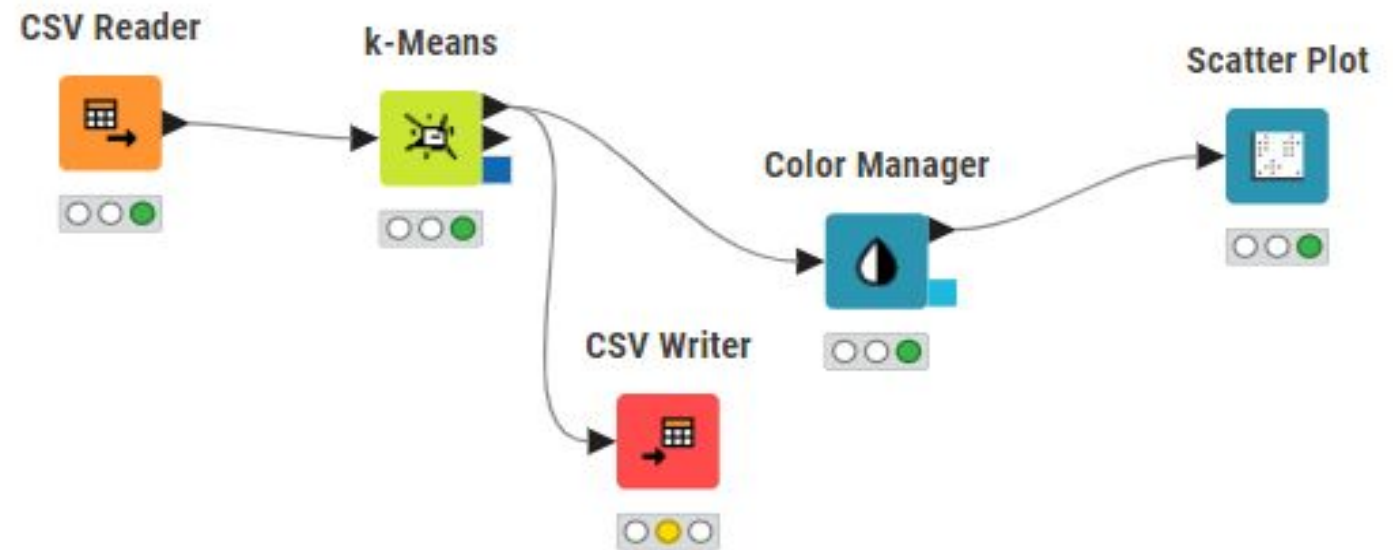 CSV Reader
k-Means
Scatter Plot
Color Manager
CSV Writer